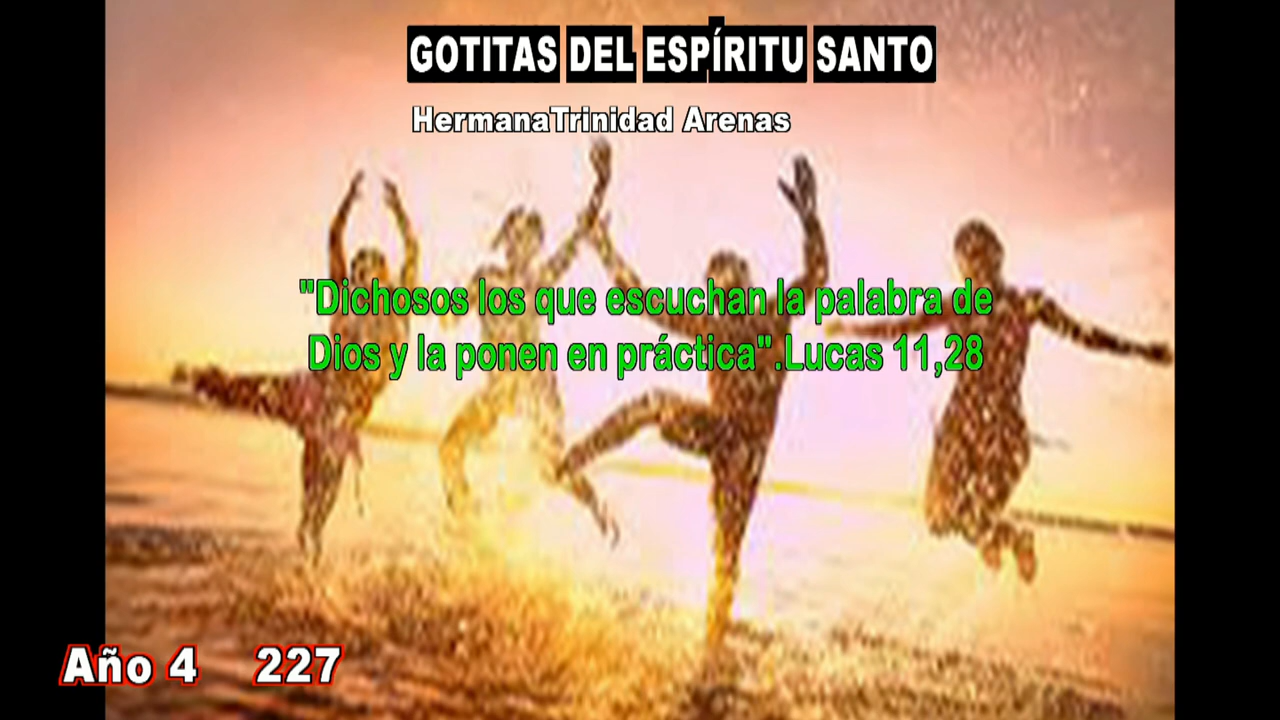 GOTITAS DEL ESPÍRITU SANTO
HermanaTrinidad Arenas
"Dichosos los que escuchan la palabra de
Dios y la ponen en práctica".Lucas 11,28
Año 4 227